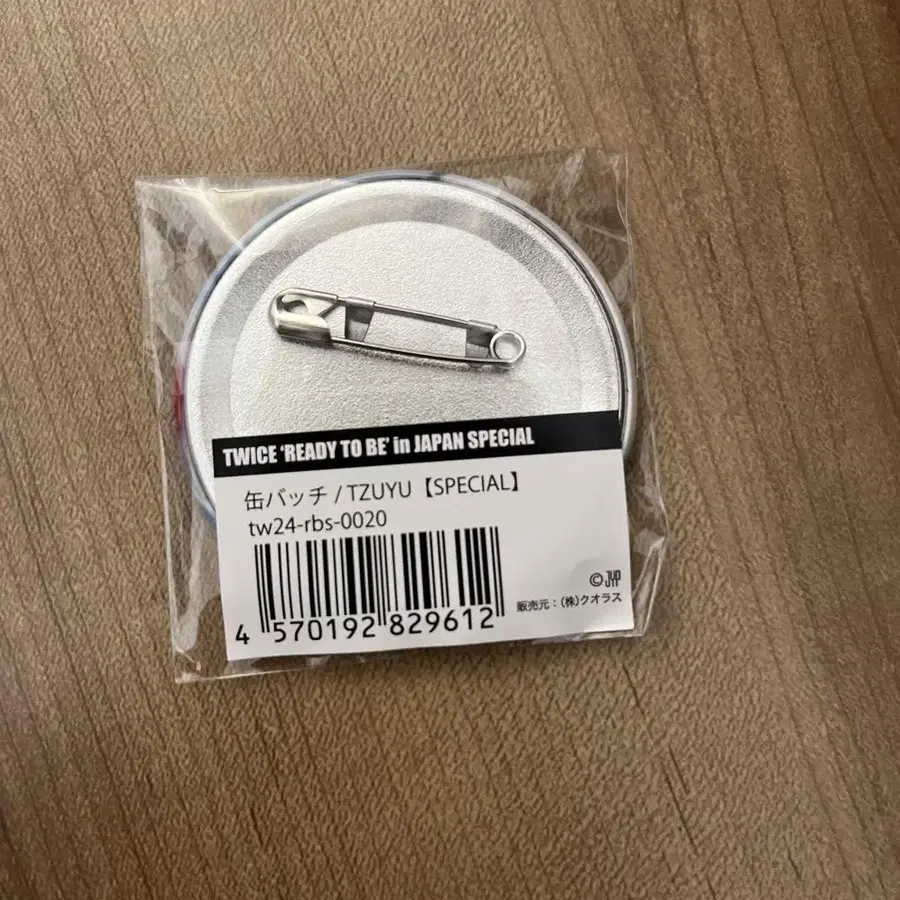 TWICE 'READY TO BE' in JAPAN SPECIAL
缶バッチ / TZUYU【SPECIAL】
tw24-rbs-0020
4 570192 829612
©
販売元：(株)クオラス